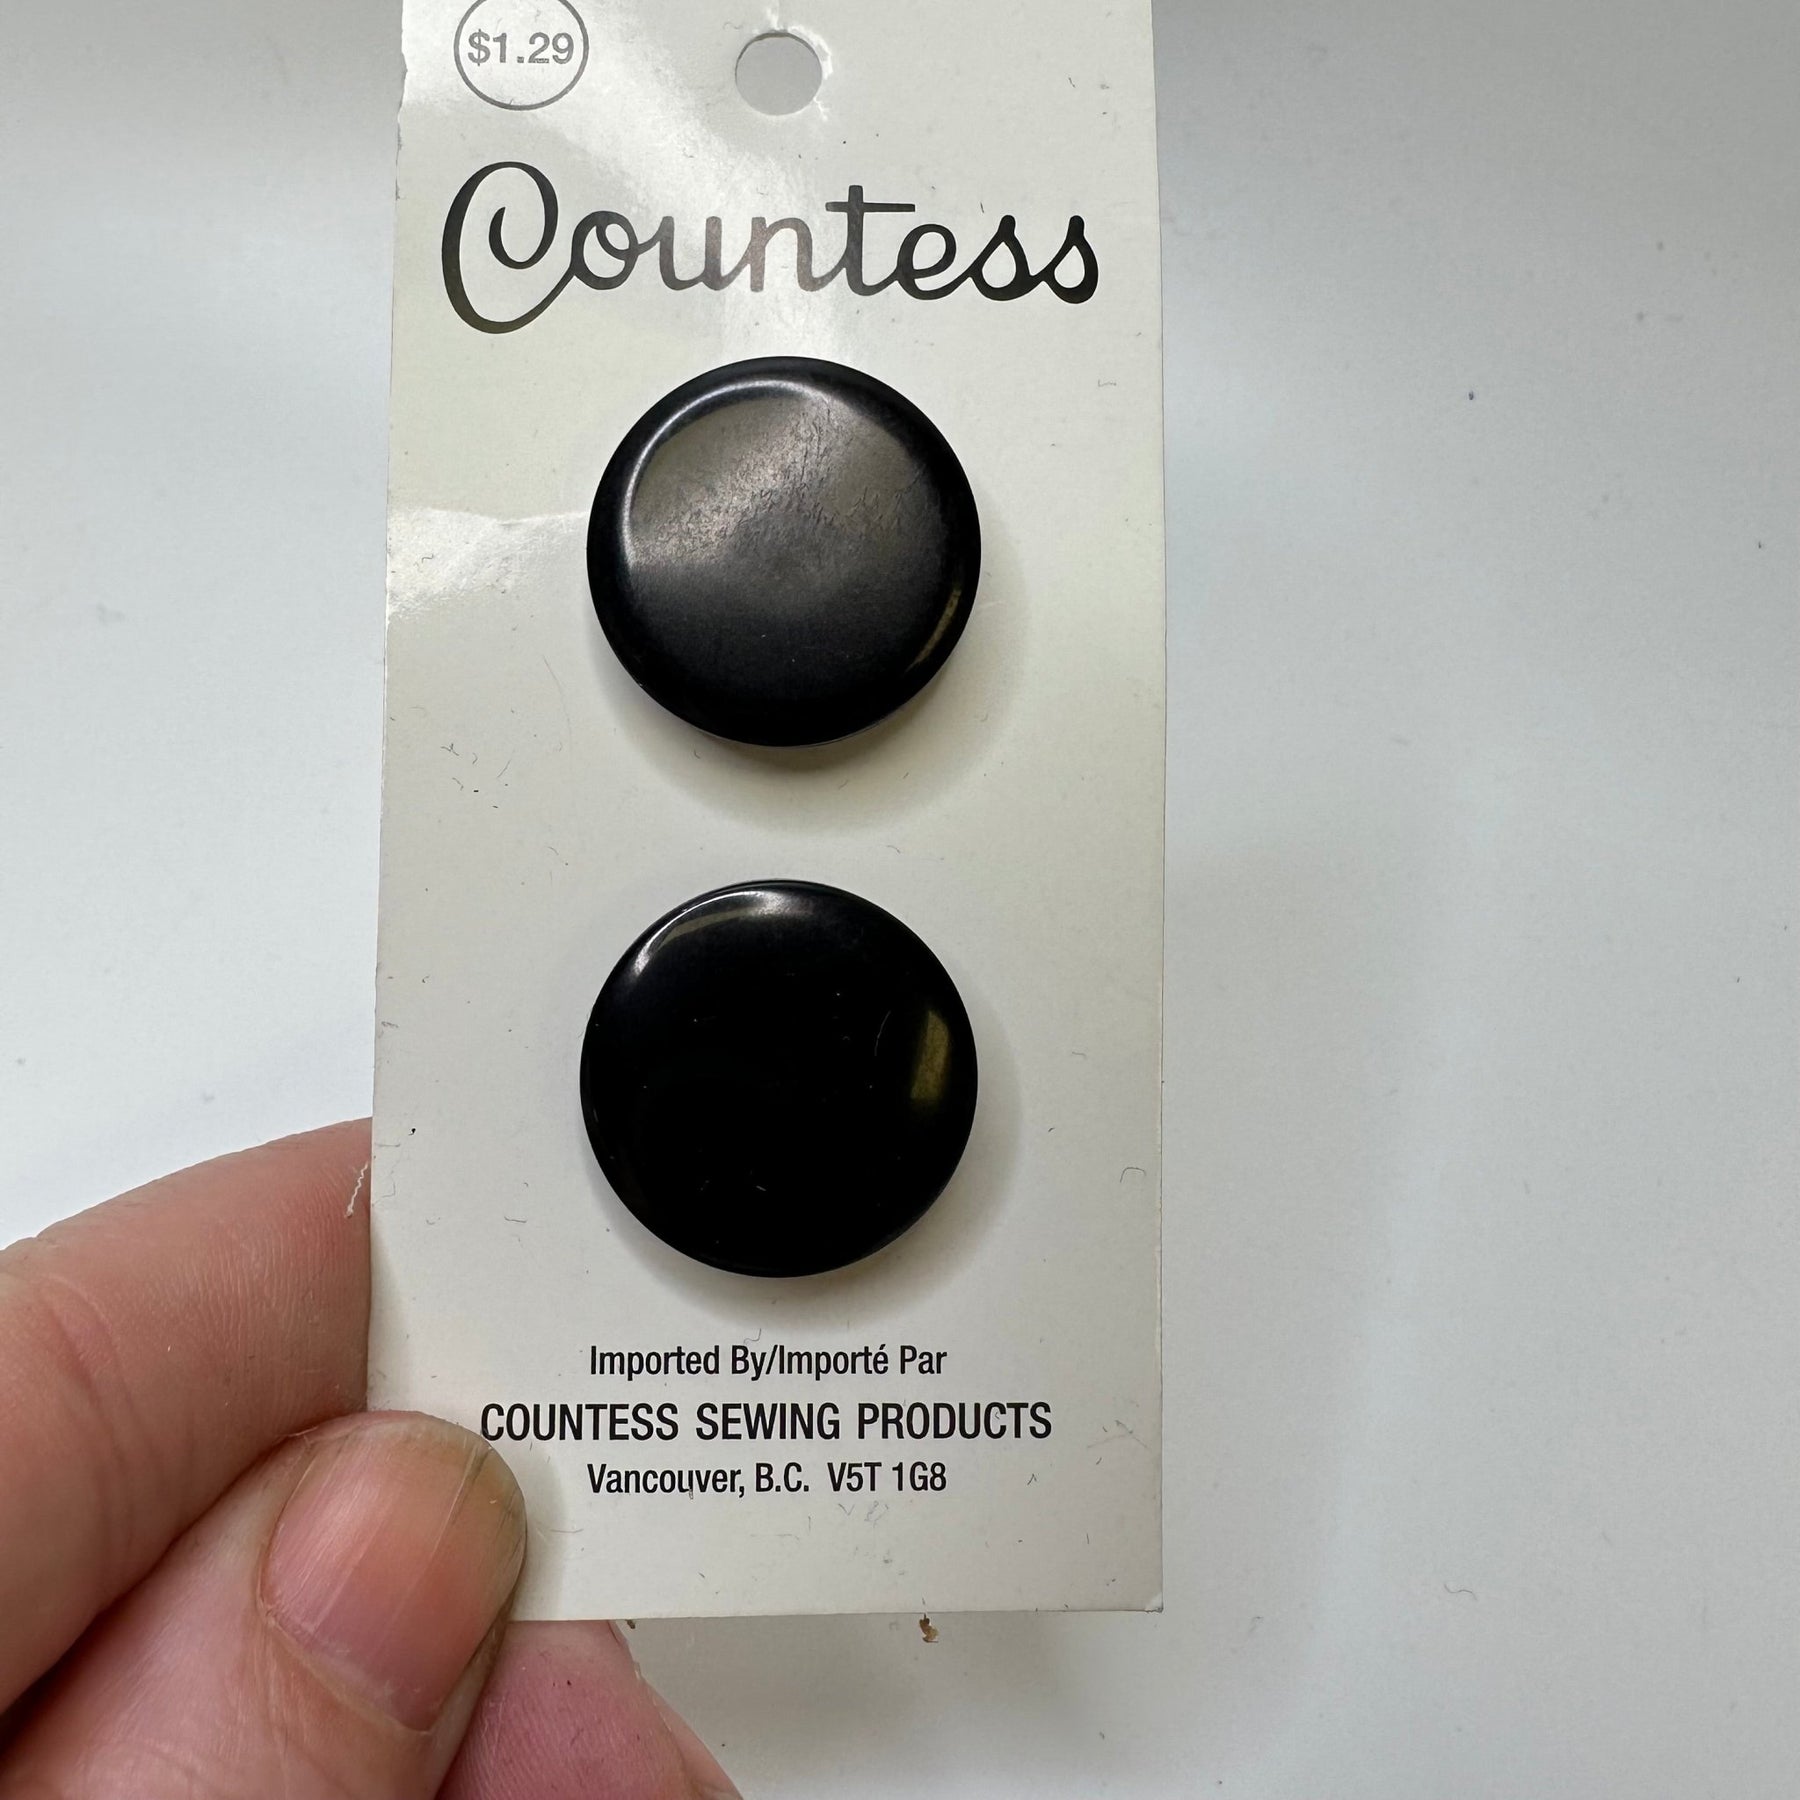 $1.29
Countess
Imported By/Importé Par
COUNTESS SEWING PRODUCTS
Vancouver, B.C. V5T 1G8